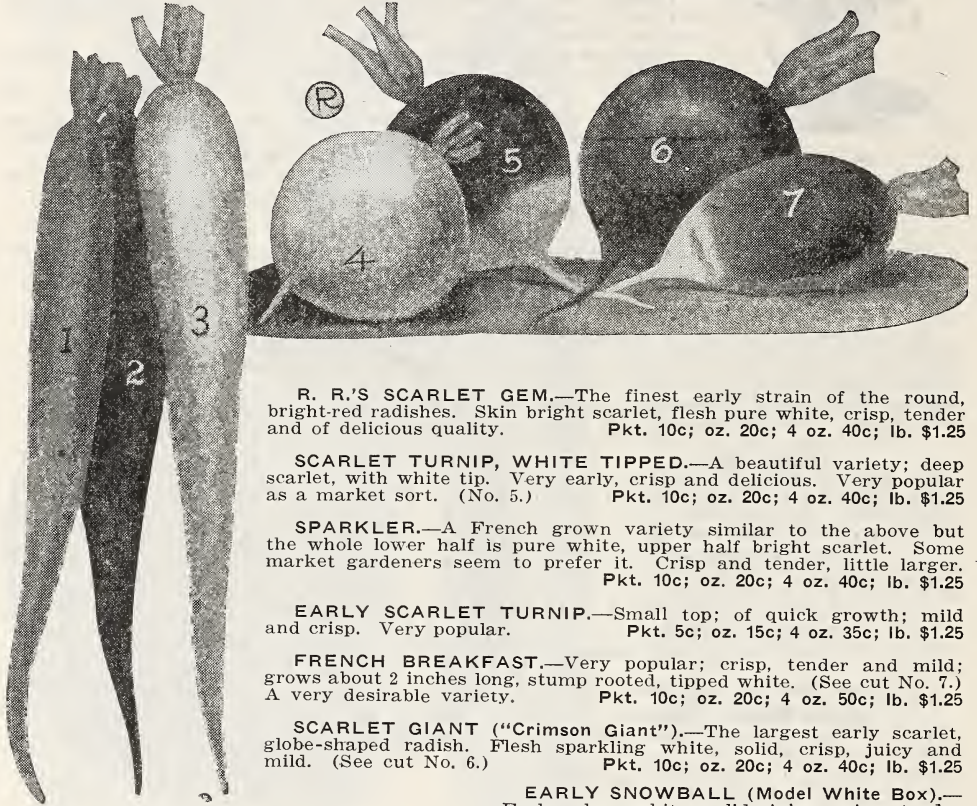 R
5
6
7
4
1
3
2
R. R.'S SCARLET GEM.—The finest early strain of the round,
bright-red radishes. Skin bright scarlet, flesh pure white, crisp, tender
and of delicious quality. Pkt. 10c; oz. 20c; 4 oz. 40c; lb. $1.25
SCARLET TURNIP, WHITE TIPPED.—A beautiful variety; deep
scarlet, with white tip. Very early, crisp and delicious. Very popular
as a market sort. (No. 5.) Pkt. 10c; oz. 20c; 4 oz. 40c; lb. $1.25
SPARKLER.—A French grown variety similar to the above but
the whole lower half is pure white, upper half bright scarlet. Some
market gardeners seem to prefer it. Crisp and tender, little larger.
Pkt. 10c; oz. 20c; 4 oz. 40c; lb. $1.25
EARLY SCARLET TURNIP.—Small top; of quick growth; mild
and crisp. Very popular. Pkt. 5c; oz. 15c; 4 oz. 35c; lb. $1.25
FRENCH BREAKFAST.—Very popular; crisp, tender and mild;
grows about 2 inches long, stump rooted, tipped white. (See cut No. 7.)
A very desirable variety. Pkt. 10c; oz. 20c; 4 oz. 50c; lb. $1.25
SCARLET GIANT ("Crimson Giant").—The largest early scarlet,
globe-shaped radish. Flesh sparkling white, solid, crisp, juicy and
mild. (See cut No. 6.) Pkt. 10c; oz. 20c; 4 oz. 40c; lb. $1.25
EARLY SNOWBALL (Model White Box).—